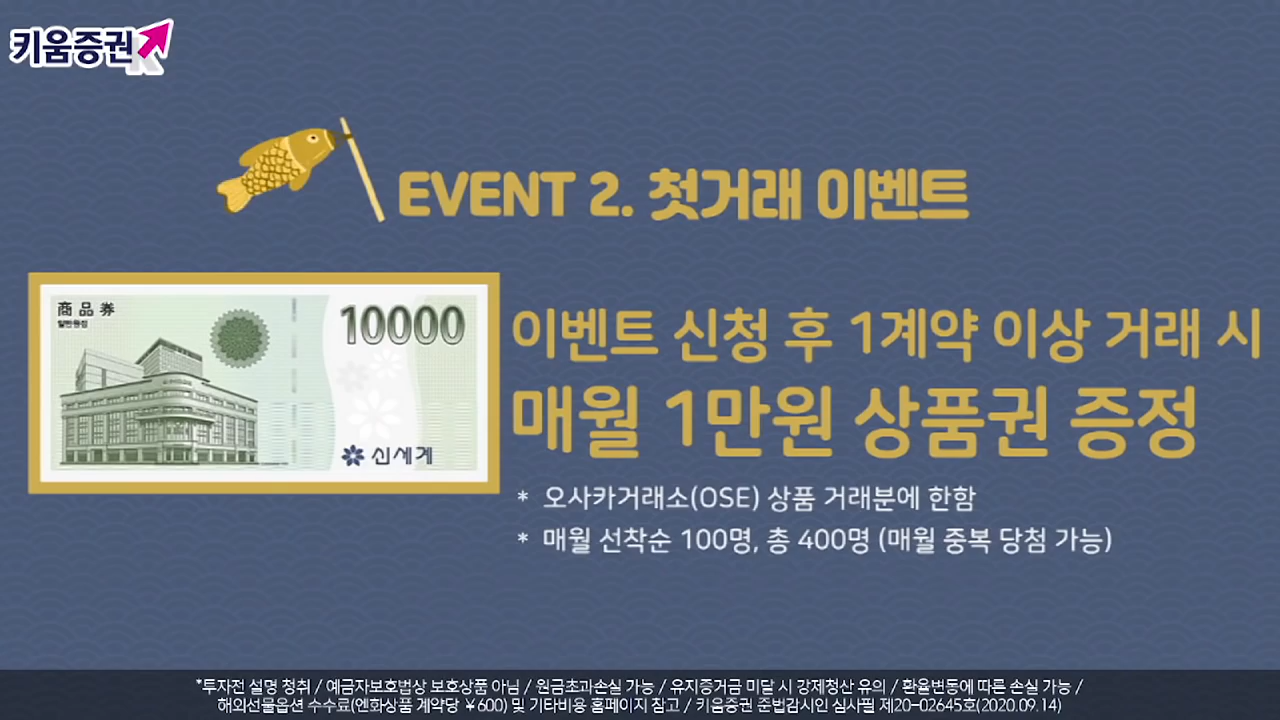 키움증권
EVENT 2. 첫거래 이벤트
商品券
일반원정
10000
신세계
이벤트 신청 후 1계약 이상 거래 시
매월 1만원 상품권 증정
* 오사카거래소(OSE) 상품 거래분에 한함
* 매월 선착순 100명, 총 400명 (매월 중복 당첨 가능)
*투자전 설명 청취 / 예금자보호법상 보호상품 아님 / 원금초과손실 가능 / 유지증거금 미달 시 강제청산 유의 / 환율변동에 따른 손실 가능 /
해외선물옵션 수수료(엔화상품 계약당 ￥600) 및 기타비용 홈페이지 참고 / 키움증권 준법감시인 심사필 제20-02645호(2020.09.14)